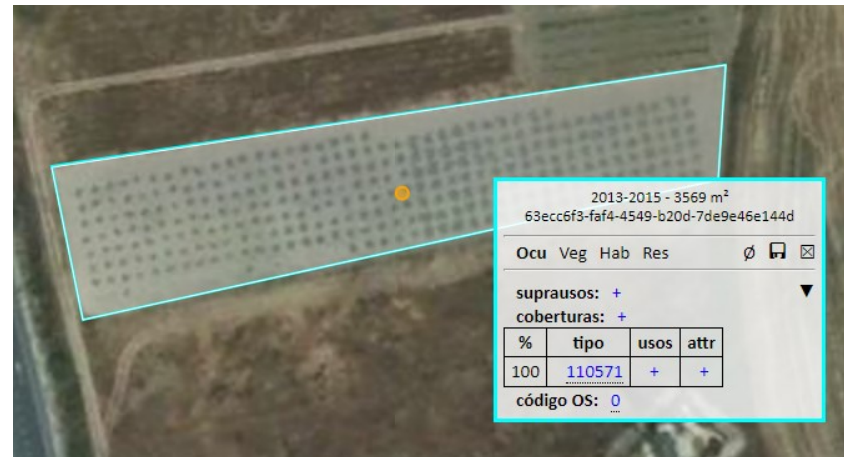 2013-2015 - 3569 m²
63ecc6f3-faf4-4549-b20d-7de9e46e144d
Ocu Veg Hab Res Ø
suprausos: + ▼
coberturas: +
% tipo usos attr
100 110571 + +
código OS: 0